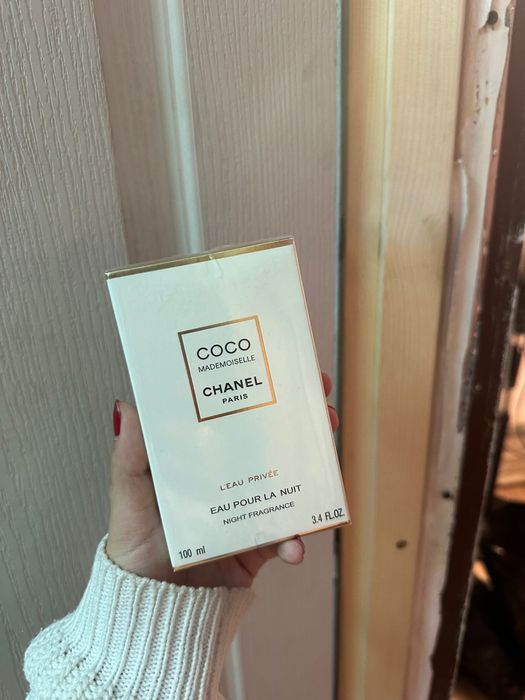 COCO
MADEMOISELLE
CHANEL
PARIS
L'EAU PRIVÉE
EAU POUR LA NUIT
NIGHT FRAGRANCE
100 ml
3.4 FL.OZ.